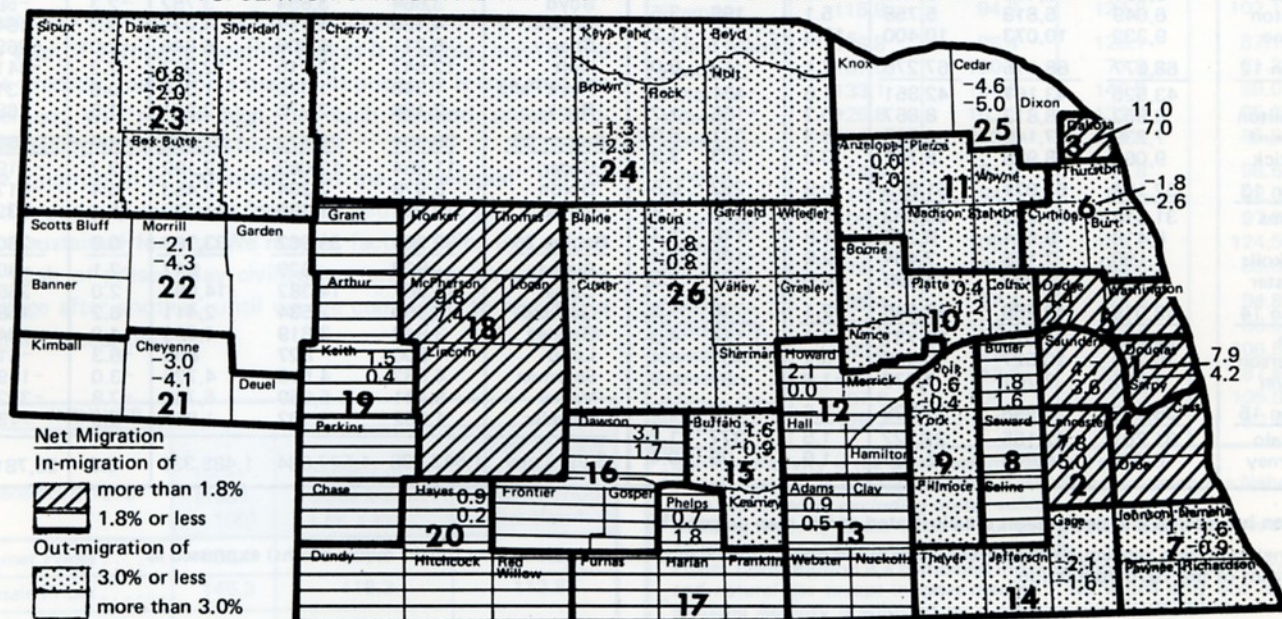 Sioux
Dawes
Sheridan
Cherry
Keya Paha
Boyd
Knox
Cedar
Dixon
Dakota
Brown
Rock
Holt
−0.8
−2.0
23
Box Butte
−1.3
−2.3
24
−4.6
−5.0
25
11.0
7.0
3
Antelope
0.0
−1.0
Pierce
Wayne
11
Thurston
−1.8
−2.6
6
Madison
Stanton
Cuming
Burt
Scotts Bluff
Morrill
Garden
−2.1
−4.3
22
Banner
Grant
Hooker
Thomas
Blaine
Loup
Garfield
Wheeler
−0.8
−0.8
Boone
Arthur
McPherson
Logan
9.8
7.4
18
Custer
26
Valley
Greeley
Nance
Platte
0.4
10
Colfax
Dodge
4.4
5
Washington
Kimball
Cheyenne
−3.0
−4.1
21
Deuel
Keith
1.5
0.4
19
Lincoln
Sherman
Howard
2.1
0.0
Merrick
12
Polk
−0.6
−0.4
Butler
1.8
1.6
Saunders
4.7
3.6
Douglas
1
7.9
4.2
Sarpy
Perkins
Dawson
3.1
1.7
16
Buffalo
1.6
0.9
15
Hall
Hamilton
York
9
Seward
8
Lancaster
7.8
5.0
2
Cass
4
Otoe
Chase
Hayes
0.9
0.2
20
Frontier
Gosper
Phelps
0.7
1.8
Kearney
Adams
0.9
0.5
Clay
13
Fillmore
Saline
Gage
−2.1
−1.6
Johnson
Nemaha
−1.6
−0.9
7
Dundy
Hitchcock
Red
Willow
Furnas
Harlan
Franklin
17
Webster
Nuckolls
Thayer
Jefferson
14
Pawnee
Richardson
Net Migration
In-migration of
more than 1.8%
1.8% or less
Out-migration of
3.0% or less
more than 3.0%